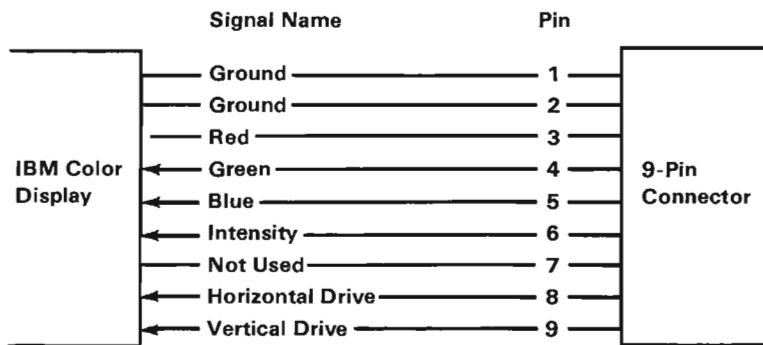 Signal Name Pin
Ground 1
Ground 2
Red 3
IBM Color Display
Green 4
9-Pin Connector
Blue 5
Intensity 6
Not Used 7
Horizontal Drive 8
Vertical Drive 9